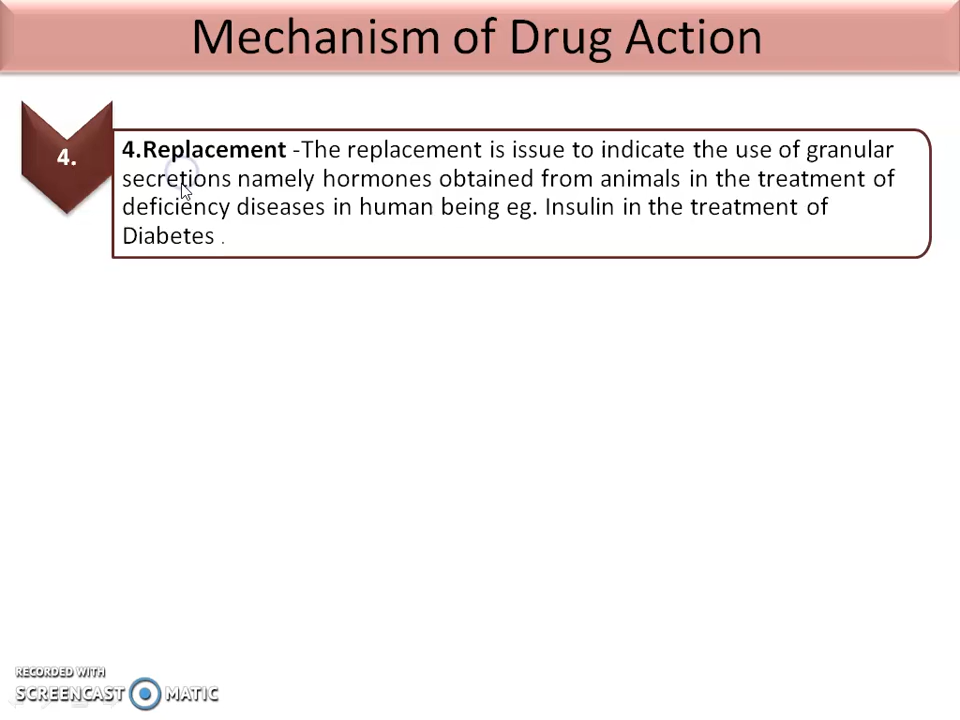 Mechanism of Drug Action
4.
4.Replacement -The replacement is issue to indicate the use of granular
secretions namely hormones obtained from animals in the treatment of
deficiency diseases in human being eg. Insulin in the treatment of
Diabetes .
RECORDED WITH
SCREENCAST MATIC